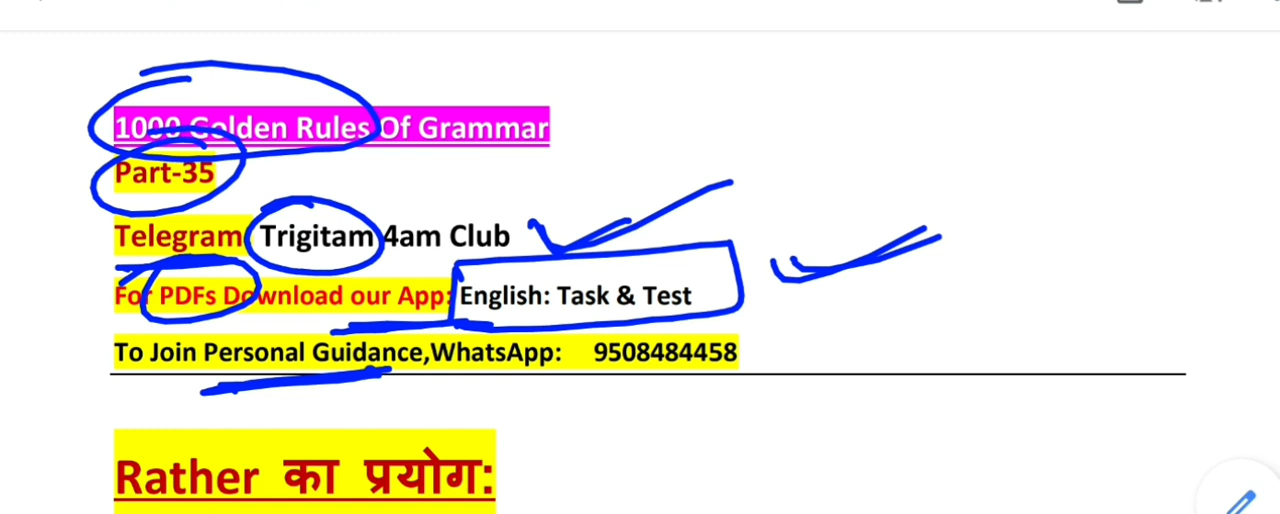 1000 Golden Rules Of Grammar
Part-35
Telegram Trigitam 4am Club
For PDFs Download our App: English: Task & Test
To Join Personal Guidance,WhatsApp: 9508484458
Rather का प्रयोग: